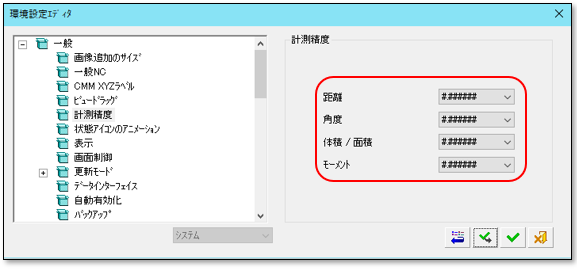 環境設定ｴﾃﾞｨﾀ
一般
画像追加のｻｲｽﾞ
一般NC
CMM XYZﾗﾍﾞﾙ
ﾋﾞｭｰﾄﾞﾗｯｸﾞ
計測積度
状態ｱｲｺﾝのｱﾆﾒｰｼｮﾝ
表示
画面制御
更新ﾓｰﾄﾞ
ﾃﾞｰﾀｲﾝﾀｰﾌｪｲｽ
自動有効化
ﾊﾞｯｸｱｯﾌﾟ
ｼｽﾃﾑ
計測積度
距離 #.######
角度 #.######
体積 / 面積 #.######
ﾓｰﾒﾝﾄ #.######